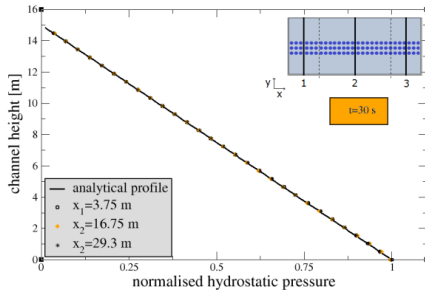 16
14
12
10
8
6
4
2
0
channel height [m]
0
0.25
0.5
0.75
1
normalised hydrostatic pressure
analytical profile
x1=3.75 m
x2=16.75 m
x2=29.3 m
1
2
3
y
x
t=30 s